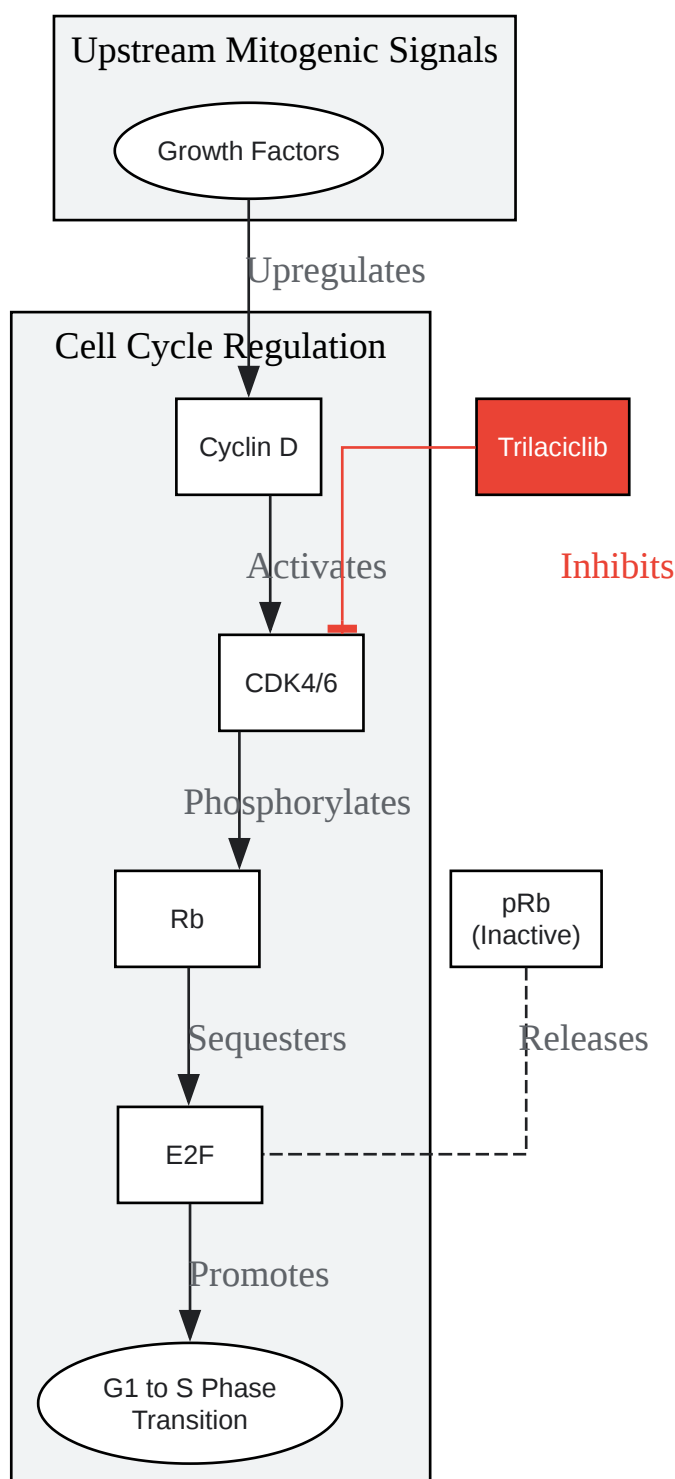 Upstream Mitogenic Signals
Growth Factors
Upregulates
Cell Cycle Regulation
Cyclin D
Trilaciclib
Activates
Inhibits
CDK4/6
Phosphorylates
Rb
pRb
(Inactive)
Sequesters
Releases
E2F
Promotes
G1 to S Phase
Transition